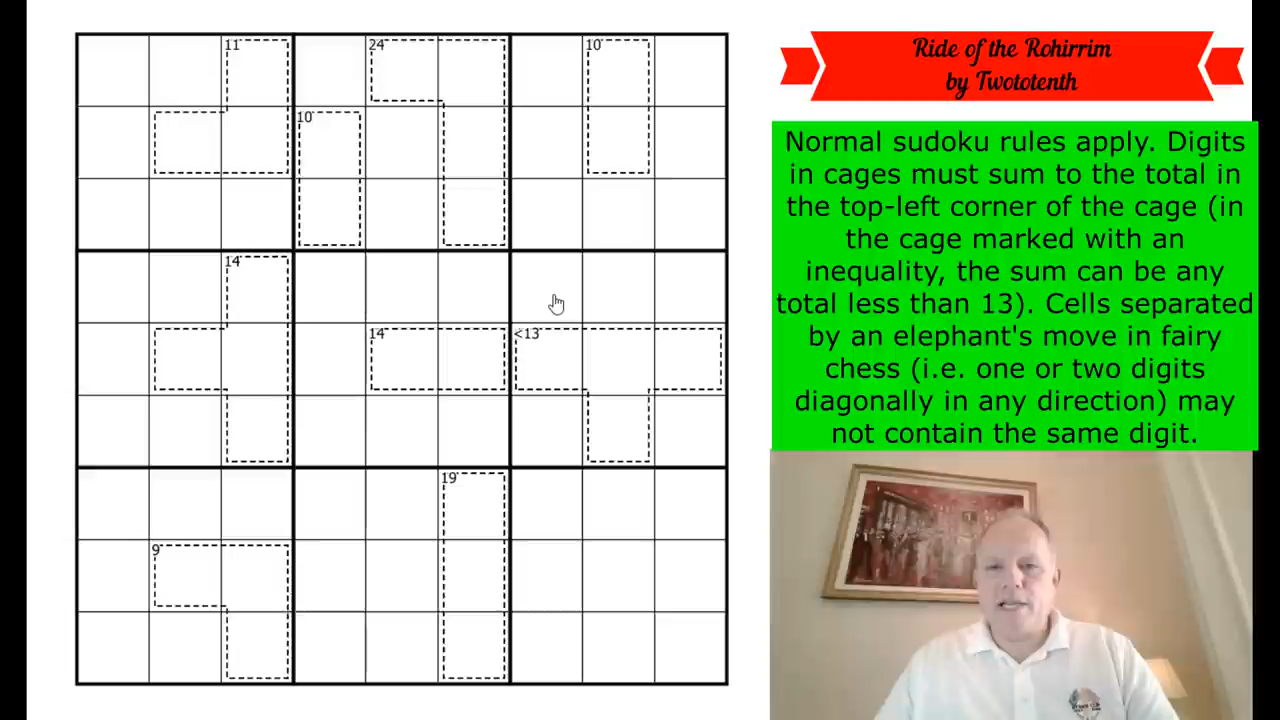 Ride of the Rohirrim
by Twototenth
Normal sudoku rules apply. Digits
in cages must sum to the total in
the top-left corner of the cage (in
the cage marked with an
inequality, the sum can be any
total less than 13). Cells separated
by an elephant's move in fairy
chess (i.e. one or two digits
diagonally in any direction) may
not contain the same digit.
11 24 10
10
14
14 <13
19
9